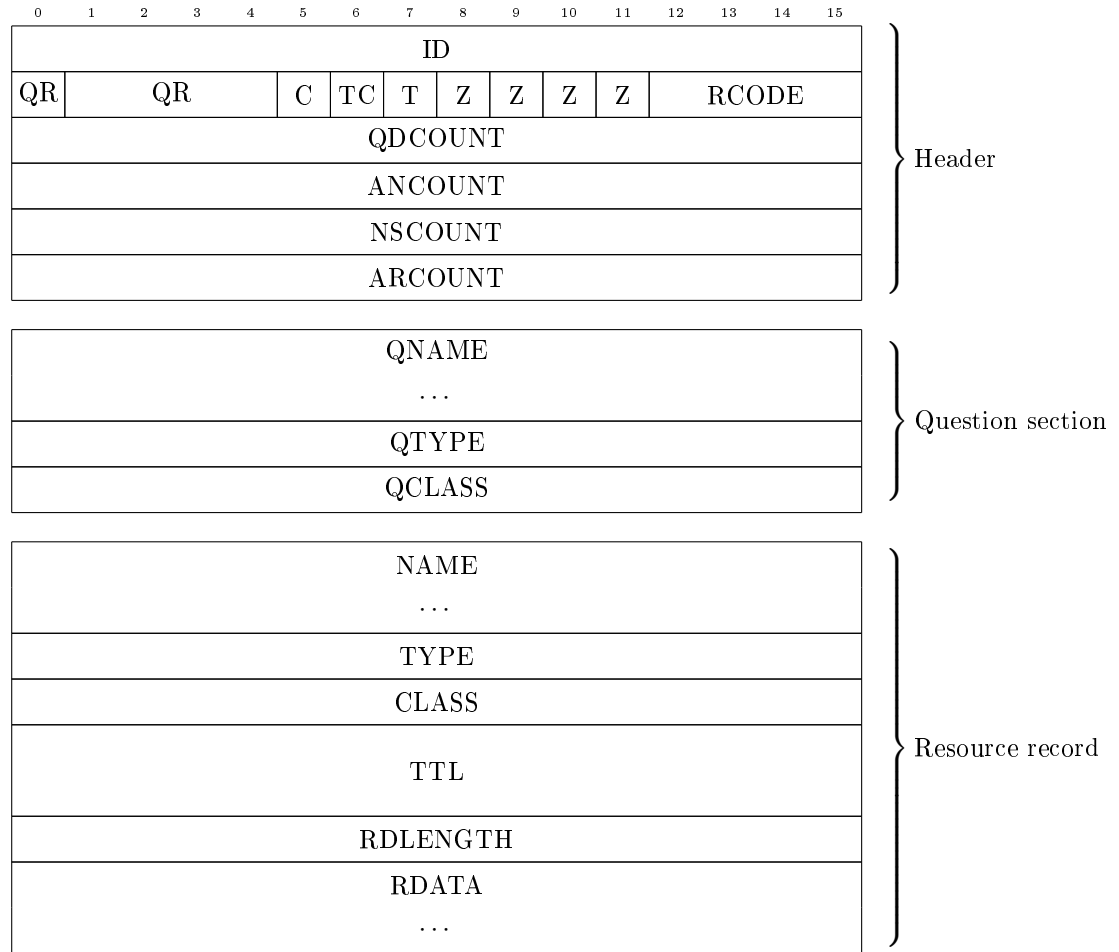 0 1 2 3 4 5 6 7 8 9 10 11 12 13 14 15
ID
QR QR C TC T Z Z Z Z RCODE
QDCOUNT
ANCOUNT
NSCOUNT
ARCOUNT
Header
QNAME
...
QTYPE
QCLASS
Question section
NAME
...
TYPE
CLASS
TTL
RDLENGTH
RDATA
...
Resource record